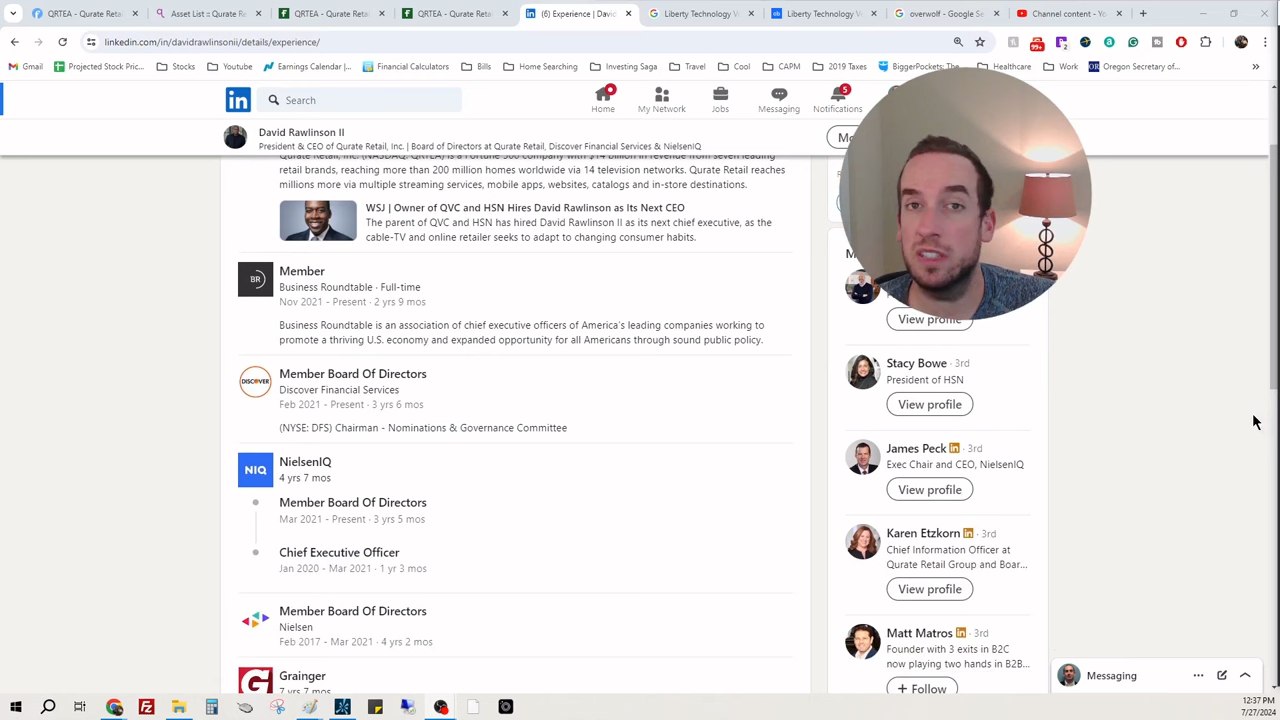 QRTEA - Qurate Reta
Asset List :: Qurate R
QRTEA - Qurate Reta
QRTEA - Qurate Reta
(6) Experience | David
Liberty Technology V
Liberty Technology V
overwolf - Google Se
Channel content - Yo
linkedin.com/in/davidrawlinsonii/details/experience/
99+
2
Gmail
Projected Stock Pric...
Stocks
Youtube
Earnings Calendar |...
Financial Calculators
Bills
Home Searching
Investing Saga
Travel
Cool
CAPM
2019 Taxes
BiggerPockets: The...
Healthcare
Work
Oregon Secretary of...
in
Search
Home
My Network
Jobs
Messaging
5
Notifications
David Rawlinson II
President & CEO of Qurate Retail, Inc. | Board of Directors at Qurate Retail, Discover Financial Services & NielsenIQ
Qurate Retail, Inc. (NASDAQ: QRTEA) is a Fortune 500 company with $14 billion in revenue from seven leading
retail brands, reaching more than 200 million homes worldwide via 14 television networks. Qurate Retail reaches
millions more via multiple streaming services, mobile apps, websites, catalogs and in-store destinations.
WSJ | Owner of QVC and HSN Hires David Rawlinson as Its Next CEO
The parent of QVC and HSN has hired David Rawlinson II as its next chief executive, as the
cable-TV and online retailer seeks to adapt to changing consumer habits.
BR
Member
Business Roundtable · Full-time
Nov 2021 - Present · 2 yrs 9 mos
Business Roundtable is an association of chief executive officers of America's leading companies working to
promote a thriving U.S. economy and expanded opportunity for all Americans through sound public policy.
DISCOVER
Member Board Of Directors
Discover Financial Services
Feb 2021 - Present · 3 yrs 6 mos
(NYSE: DFS) Chairman - Nominations & Governance Committee
NIQ
NielsenIQ
4 yrs 7 mos
Member Board Of Directors
Mar 2021 - Present · 3 yrs 5 mos
Chief Executive Officer
Jan 2020 - Mar 2021 · 1 yr 3 mos
Member Board Of Directors
Nielsen
Feb 2017 - Mar 2021 · 4 yrs 2 mos
G
Grainger
7 yrs 7 mos
View profile
Stacy Bowe · 3rd
President of HSN
View profile
James Peck in · 3rd
Exec Chair and CEO, NielsenIQ
View profile
Karen Etzkorn in · 3rd
Chief Information Officer at
Qurate Retail Group and Boar...
View profile
Matt Matros in · 3rd
Founder with 3 exits in B2C
now playing two hands in B2B...
+ Follow
Messaging
12:37 PM
7/27/2024